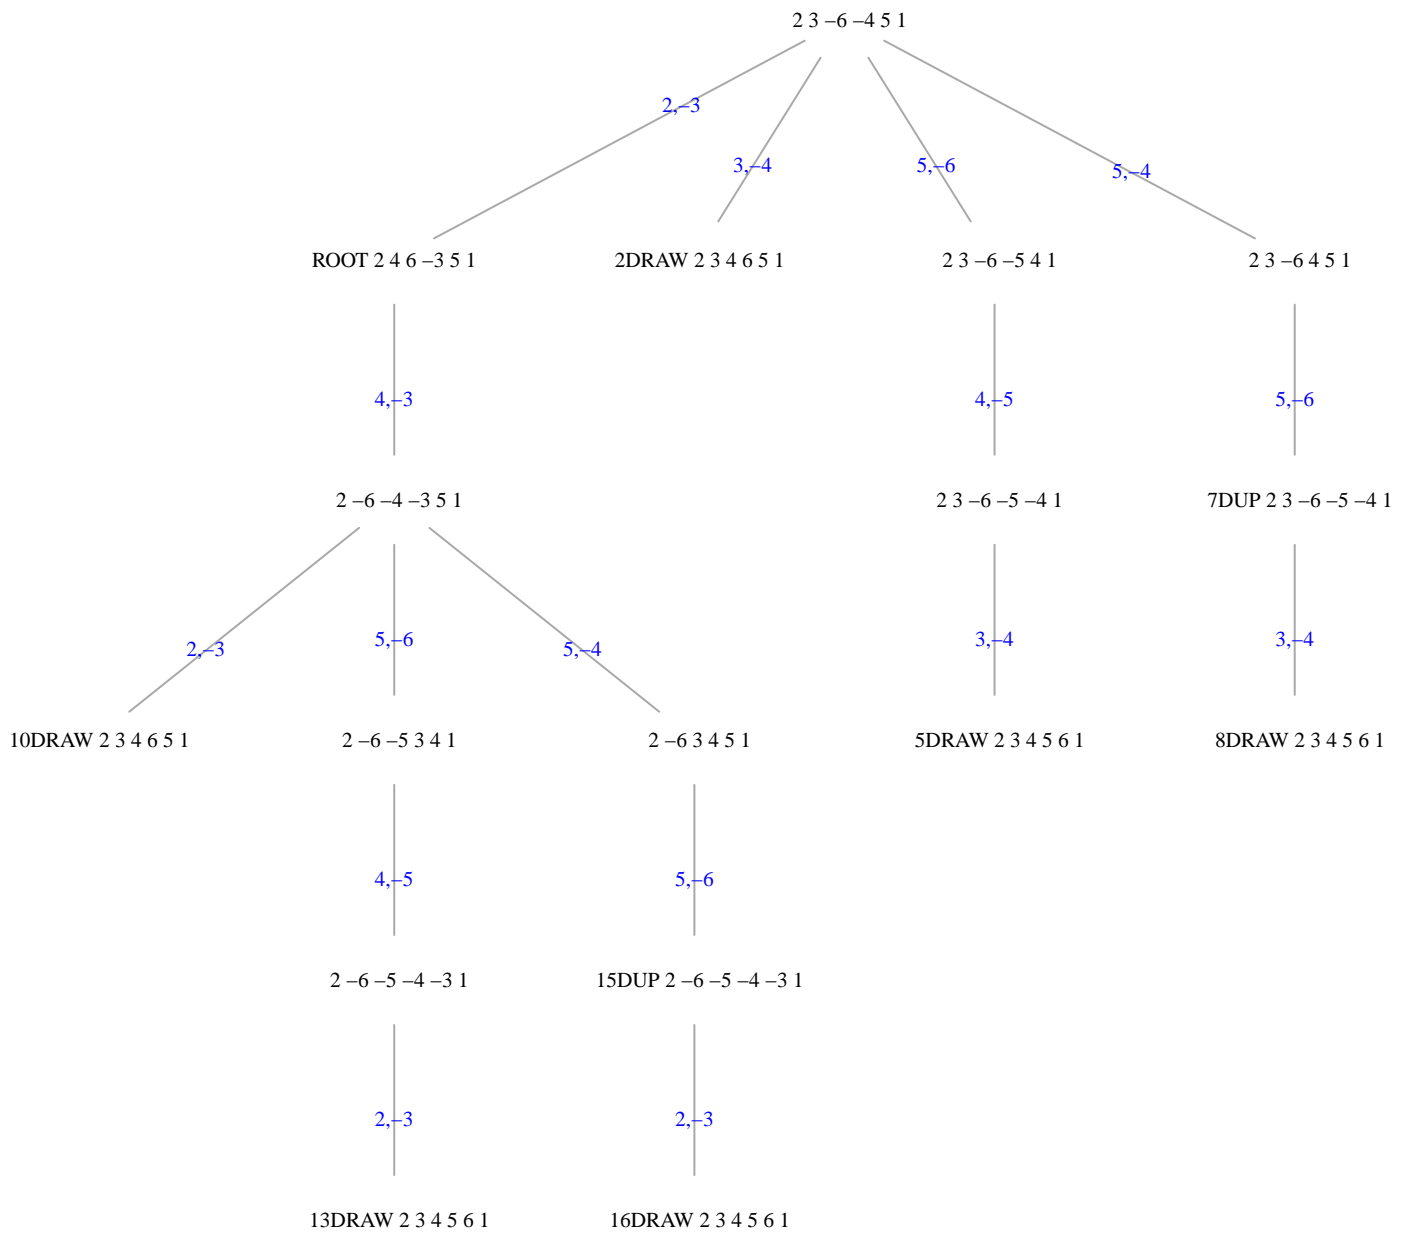 2 3 –6 –4 5 1
2,–3
3,–4
5,–6
5,–4
ROOT 2 4 6 –3 5 1
2DRAW 2 3 4 6 5 1
2 3 –6 –5 4 1
2 3 –6 4 5 1
4,–3
4,–5
5,–6
2 –6 –4 –3 5 1
2 3 –6 –5 –4 1
7DUP 2 3 –6 –5 –4 1
2,–3
5,–6
5,–4
3,–4
3,–4
10DRAW 2 3 4 6 5 1
2 –6 –5 3 4 1
2 –6 3 4 5 1
5DRAW 2 3 4 5 6 1
8DRAW 2 3 4 5 6 1
4,–5
5,–6
2 –6 –5 –4 –3 1
15DUP 2 –6 –5 –4 –3 1
2,–3
2,–3
13DRAW 2 3 4 5 6 1
16DRAW 2 3 4 5 6 1